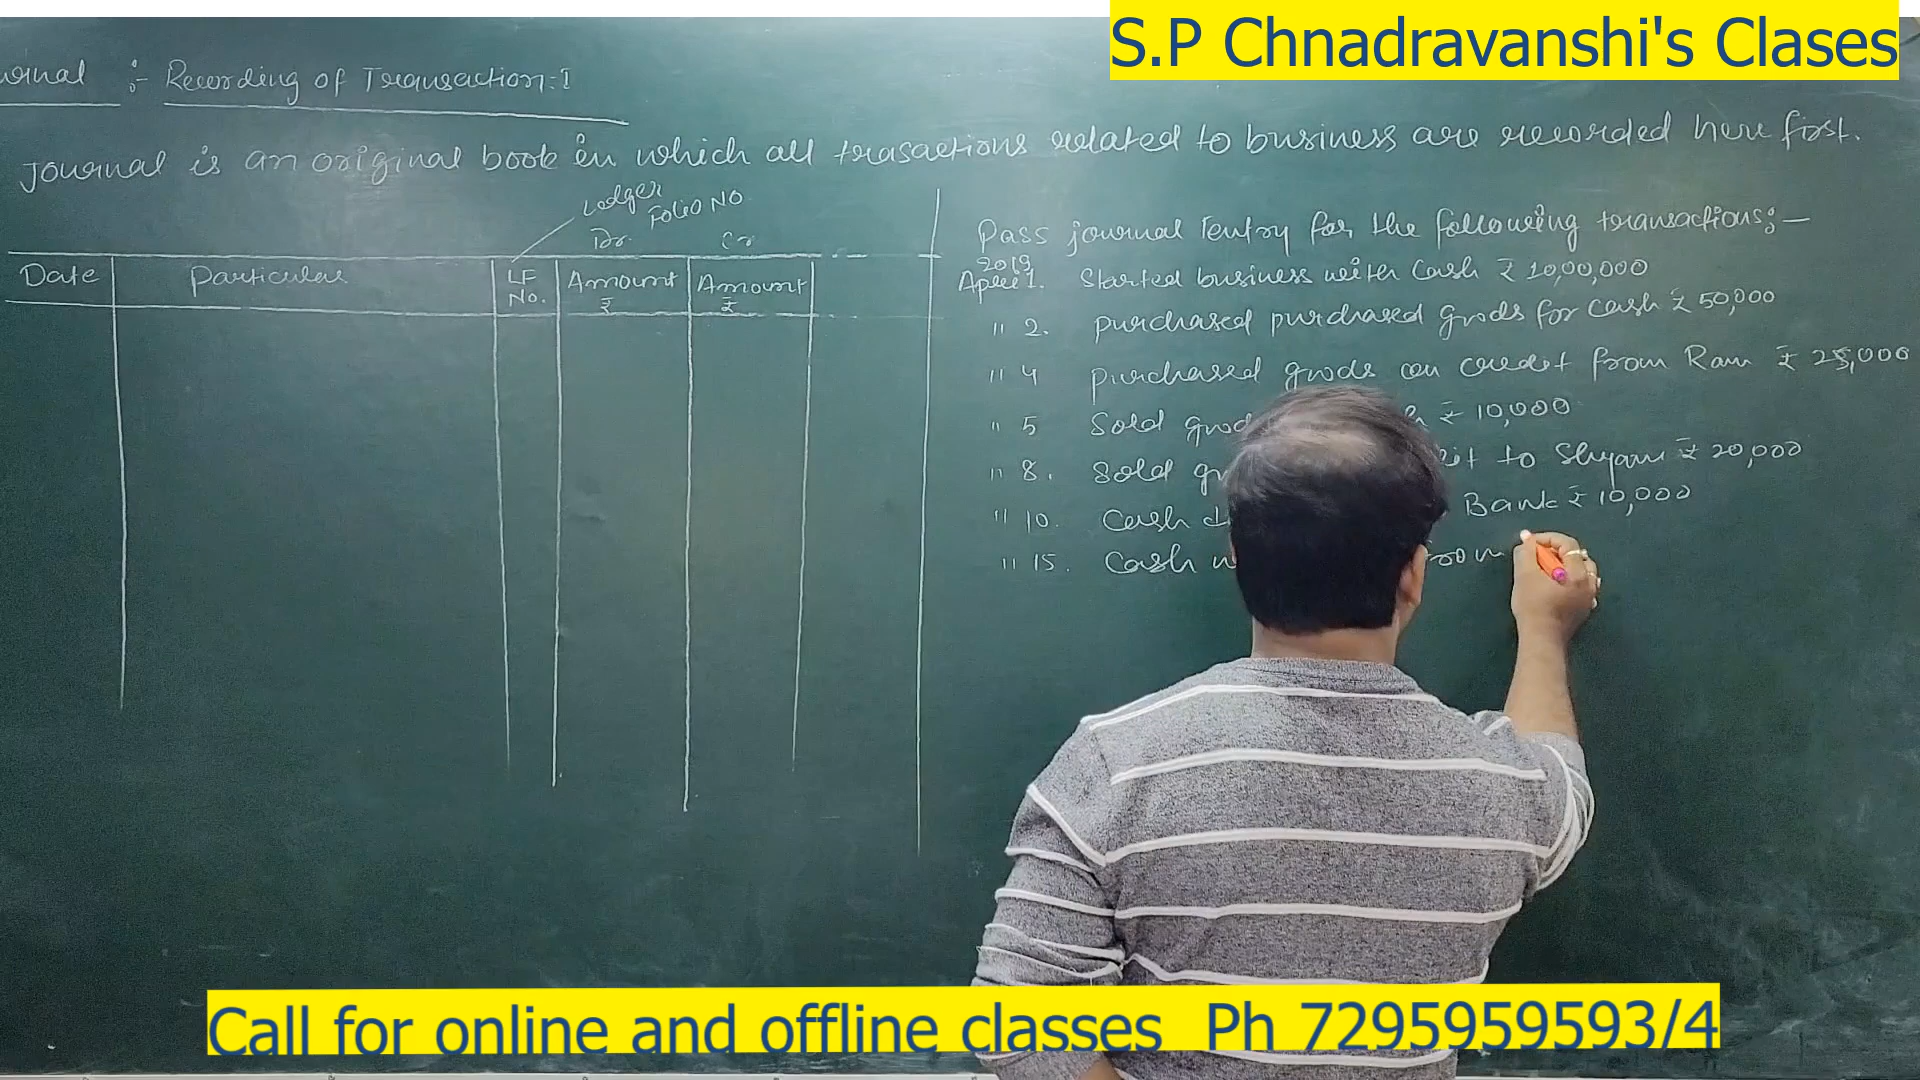 S.P Chnadravanshi's Clases
urnal :- Recording of Transaction:I
Journal is an original book in which all trasactions related to business are recorded here first.
Ledger
Folio NO
Dr. Cr
Date Particular LF No. Amount ₹ Amount ₹
Pass journal Entry for the following transactions:—
2019
April 1. Started business with Cash ₹ 10,00,000
" 2. purchased purchased goods for Cash ₹ 50,000
" 4 purchased goods on credit from Ram ₹ 25,000
" 5 Sold ₹ 10,000
" 8. Sold to Shyam ₹ 20,000
" 10. Cash Bank ₹ 10,000
" 15. Cash from
Call for online and offline classes Ph 7295959593/4